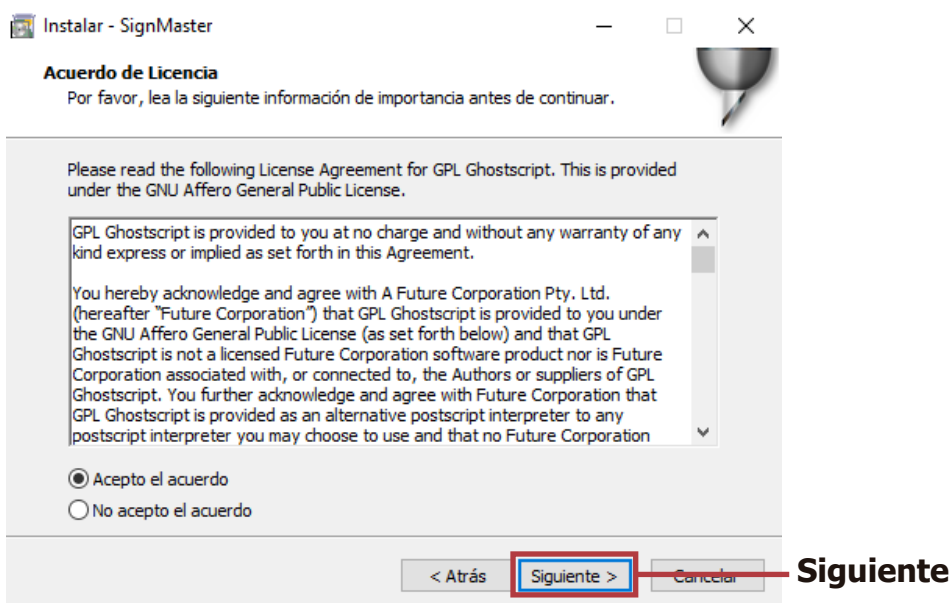 Instalar - SignMaster
Acuerdo de Licencia
Por favor, lea la siguiente información de importancia antes de continuar.
Please read the following License Agreement for GPL Ghostscript. This is provided
under the GNU Affero General Public License.
GPL Ghostscript is provided to you at no charge and without any warranty of any
kind express or implied as set forth in this Agreement.
You hereby acknowledge and agree with A Future Corporation Pty. Ltd.
(hereafter "Future Corporation") that GPL Ghostscript is provided to you under
the GNU Affero General Public License (as set forth below) and that GPL
Ghostscript is not a licensed Future Corporation software product nor is Future
Corporation associated with, or connected to, the Authors or suppliers of GPL
Ghostscript. You further acknowledge and agree with Future Corporation that
GPL Ghostscript is provided as an alternative postscript interpreter to any
postscript interpreter you may choose to use and that no Future Corporation
Acepto el acuerdo
No acepto el acuerdo
< Atrás Siguiente > Cancelar Siguiente